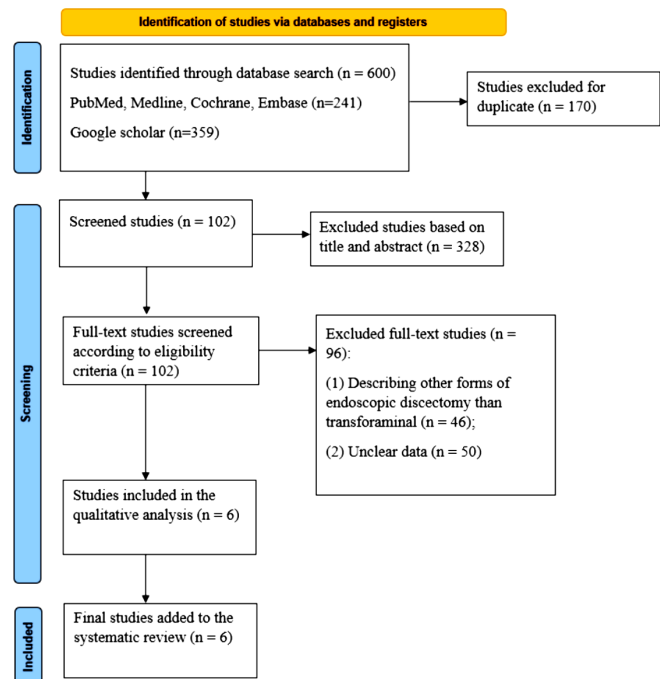 Identification of studies via databases and registers
Identification
Studies identified through database search (n = 600)
PubMed, Medline, Cochrane, Embase (n=241)
Google scholar (n=359)
Studies excluded for
duplicate (n = 170)
Screening
Screened studies (n = 102)
Excluded studies based on
title and abstract (n = 328)
Full-text studies screened
according to eligibility
criteria (n = 102)
Excluded full-text studies (n =
96):
(1) Describing other forms of
endoscopic discectomy than
transforaminal (n = 46);
(2) Unclear data (n = 50)
Studies included in the
qualitative analysis (n = 6)
Included
Final studies added to the
systematic review (n = 6)